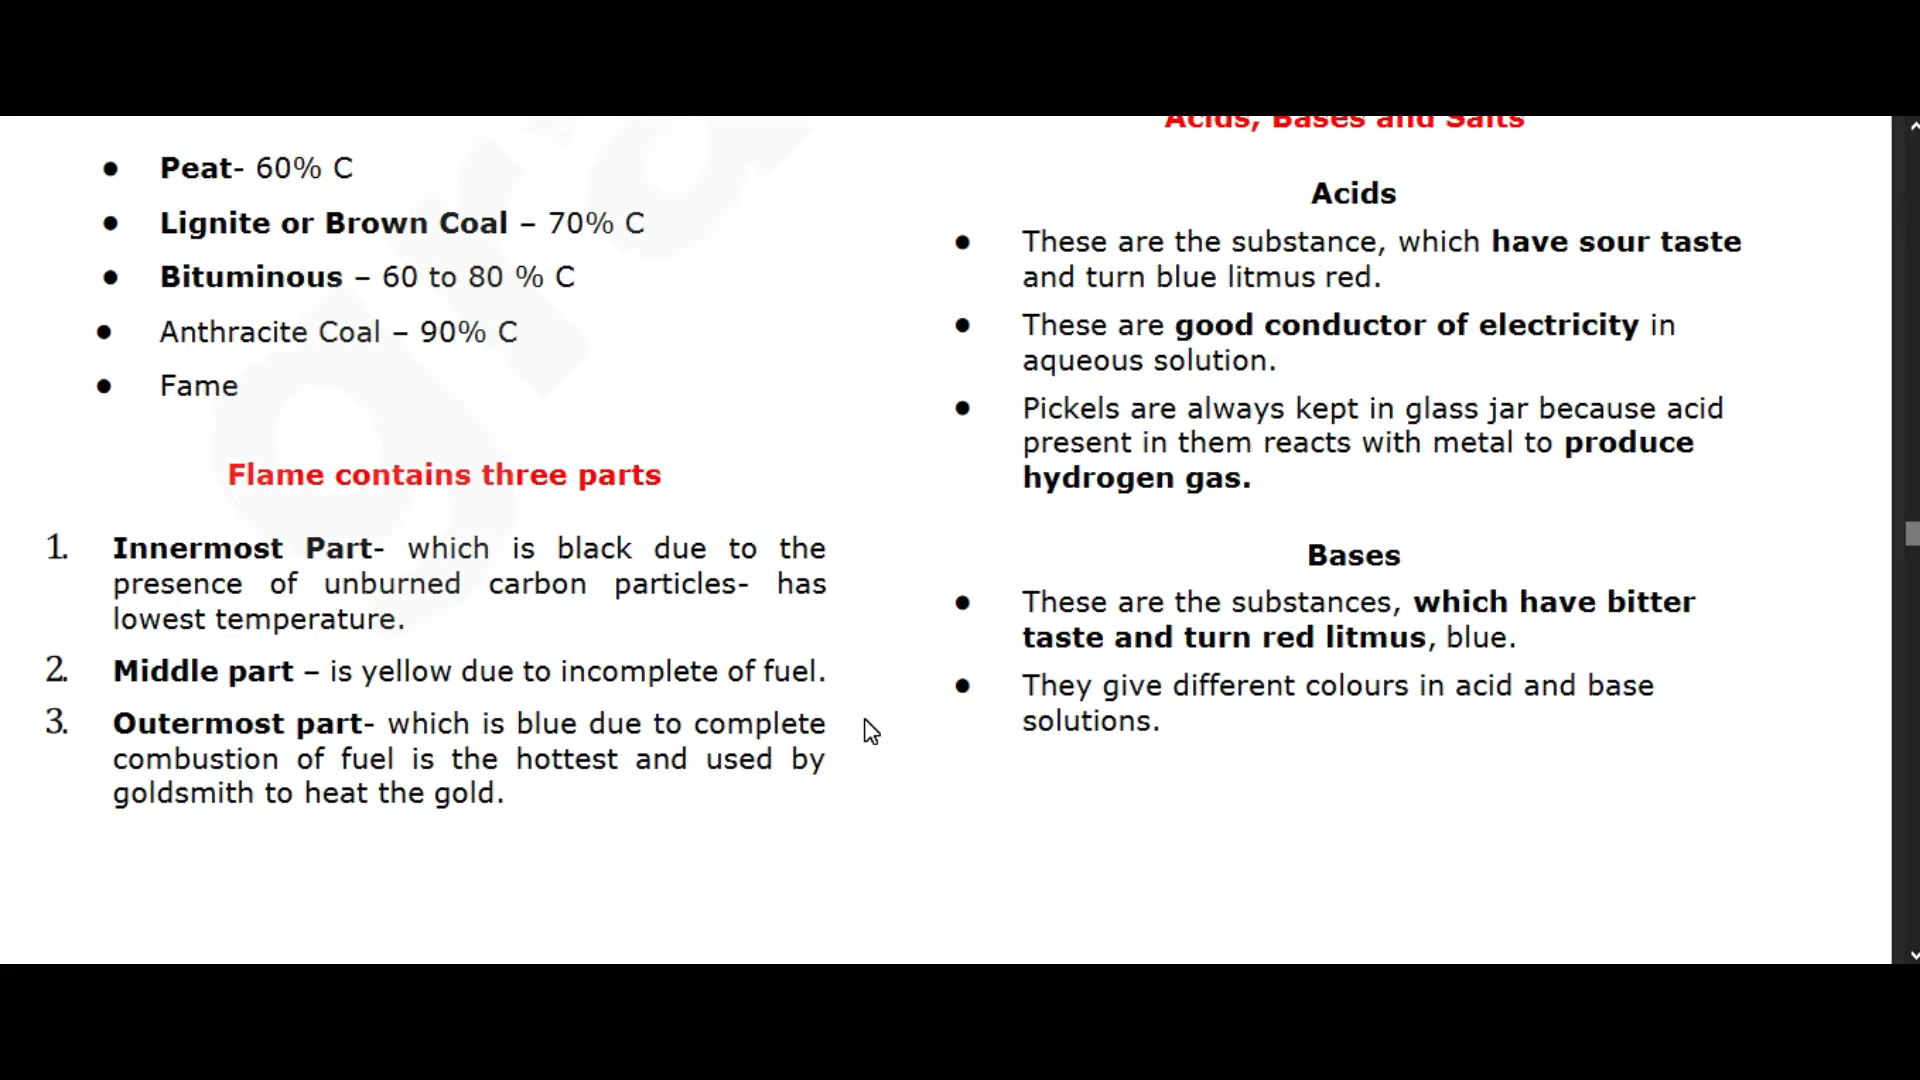 ● Peat- 60% C
● Lignite or Brown Coal – 70% C
● Bituminous – 60 to 80 % C
● Anthracite Coal – 90% C
● Fame
Flame contains three parts
1. Innermost Part- which is black due to the
presence of unburned carbon particles- has
lowest temperature.
2. Middle part – is yellow due to incomplete of fuel.
3. Outermost part- which is blue due to complete
combustion of fuel is the hottest and used by
goldsmith to heat the gold.
Acids, Bases and Salts
Acids
● These are the substance, which have sour taste
and turn blue litmus red.
● These are good conductor of electricity in
aqueous solution.
● Pickels are always kept in glass jar because acid
present in them reacts with metal to produce
hydrogen gas.
Bases
● These are the substances, which have bitter
taste and turn red litmus, blue.
● They give different colours in acid and base
solutions.